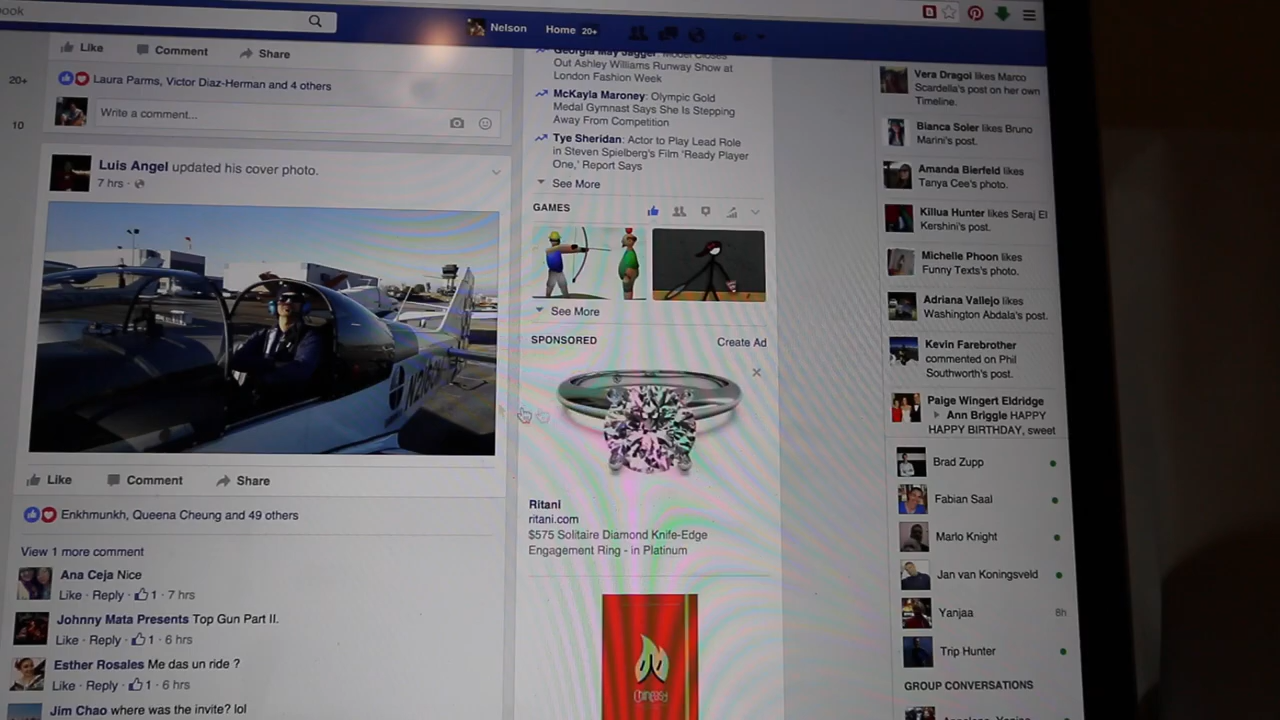 ook
Nelson
Home 20+
Like
Comment
Share
20+
Laura Parms, Victor Diaz-Herman and 4 others
10
Write a comment...
Luis Angel updated his cover photo.
7 hrs
Like
Comment
Share
Enkhmunkh, Queena Cheung and 49 others
View 1 more comment
Ana Ceja Nice
Like · Reply · 1 · 7 hrs
Johnny Mata Presents Top Gun Part II.
Like · Reply · 1 · 6 hrs
Esther Rosales Me das un ride ?
Like · Reply · 1 · 6 hrs
Jim Chao where was the invite? lol
Georgia May Jagger: Model Closes
Out Ashley Williams Runway Show at
London Fashion Week
McKayla Maroney: Olympic Gold
Medal Gymnast Says She Is Stepping
Away From Competition
Tye Sheridan: Actor to Play Lead Role
in Steven Spielberg's Film 'Ready Player
One,' Report Says
See More
GAMES
See More
SPONSORED
Create Ad
Ritani
ritani.com
$575 Solitaire Diamond Knife-Edge
Engagement Ring - in Platinum
Vera Dragoi likes Marco
Scardella's post on her own
Timeline.
Bianca Soler likes Bruno
Marini's post.
Amanda Bierfeld likes
Tanya Cee's photo.
Killua Hunter likes Seraj El
Kershini's post.
Michelle Phoon likes
Funny Texts's photo.
Adriana Vallejo likes
Washington Abdala's post.
Kevin Farebrother
commented on Phil
Southworth's post.
Paige Wingert Eldridge
Ann Briggle HAPPY
HAPPY BIRTHDAY, sweet
Brad Zupp
Fabian Saal
Marlo Knight
Jan van Koningsveld
Yanjaa
8h
Trip Hunter
GROUP CONVERSATIONS